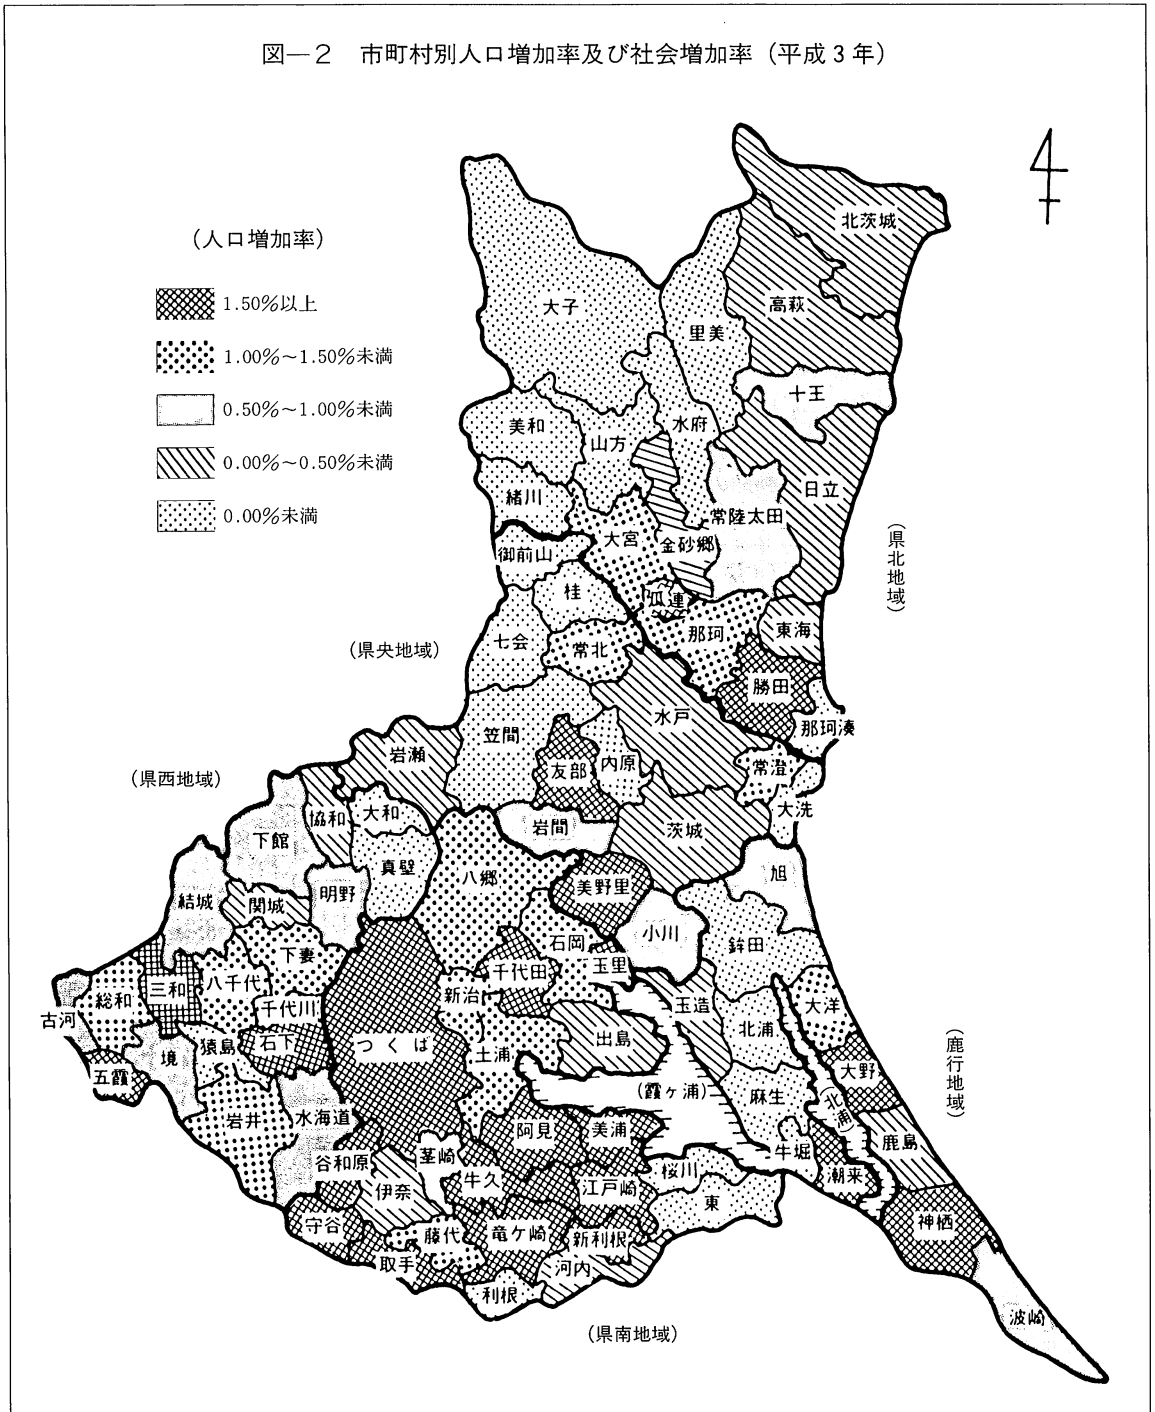 図―2 市町村別人口増加率及び社会増加率（平成3年）
（人口増加率）
1.50％以上
1.00％～1.50％未満
0.50％～1.00％未満
0.00％～0.50％未満
0.00％未満
北茨城
大子
高萩
里美
十王
美和
山方
水府
日立
緒川
常陸太田
大宮
金砂郷
御前山
（県北地域）
桂
瓜連
那珂
東海
七会
常北
（県央地域）
勝田
水戸
那珂湊
笠間
岩瀬
友部
内原
常澄
（県西地域）
大洗
協和
大和
下館
岩間
茨城
真壁
八郷
旭
美野里
明野
結城
関城
小川
鉾田
石岡
下妻
玉里
千代田
三和
八千代
新治
総和
千代川
玉造
大洋
古河
北浦
石下
つくば
出島
猿島
境
土浦
（鹿行地域）
五霞
大野
（霞ヶ浦）
麻生
（北浦）
岩井
水海道
阿見
美浦
鹿島
谷和原
茎崎
牛堀
桜川
潮来
伊奈
牛久
江戸崎
東
守谷
藤代
竜ケ崎
新利根
神栖
取手
河内
利根
波崎
（県南地域）